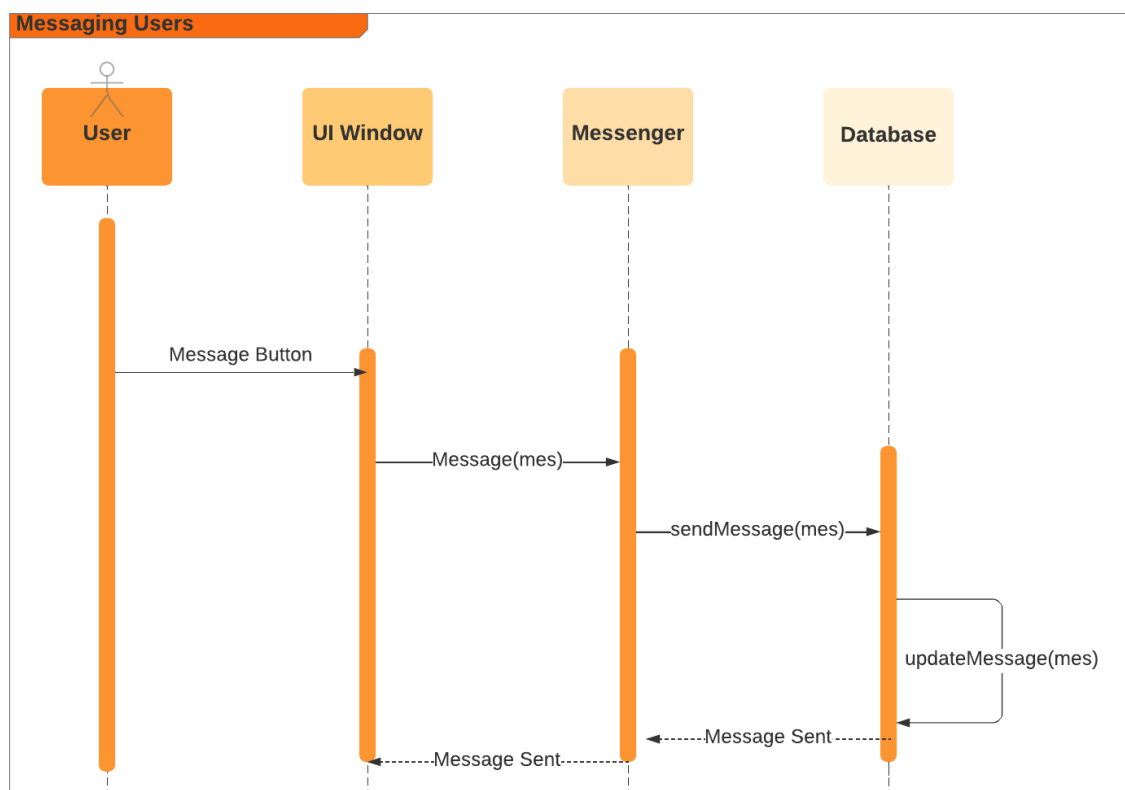 Messaging Users
User
UI Window
Messenger
Database
Message Button
Message(mes)
sendMessage(mes)
updateMessage(mes)
Message Sent
Message Sent